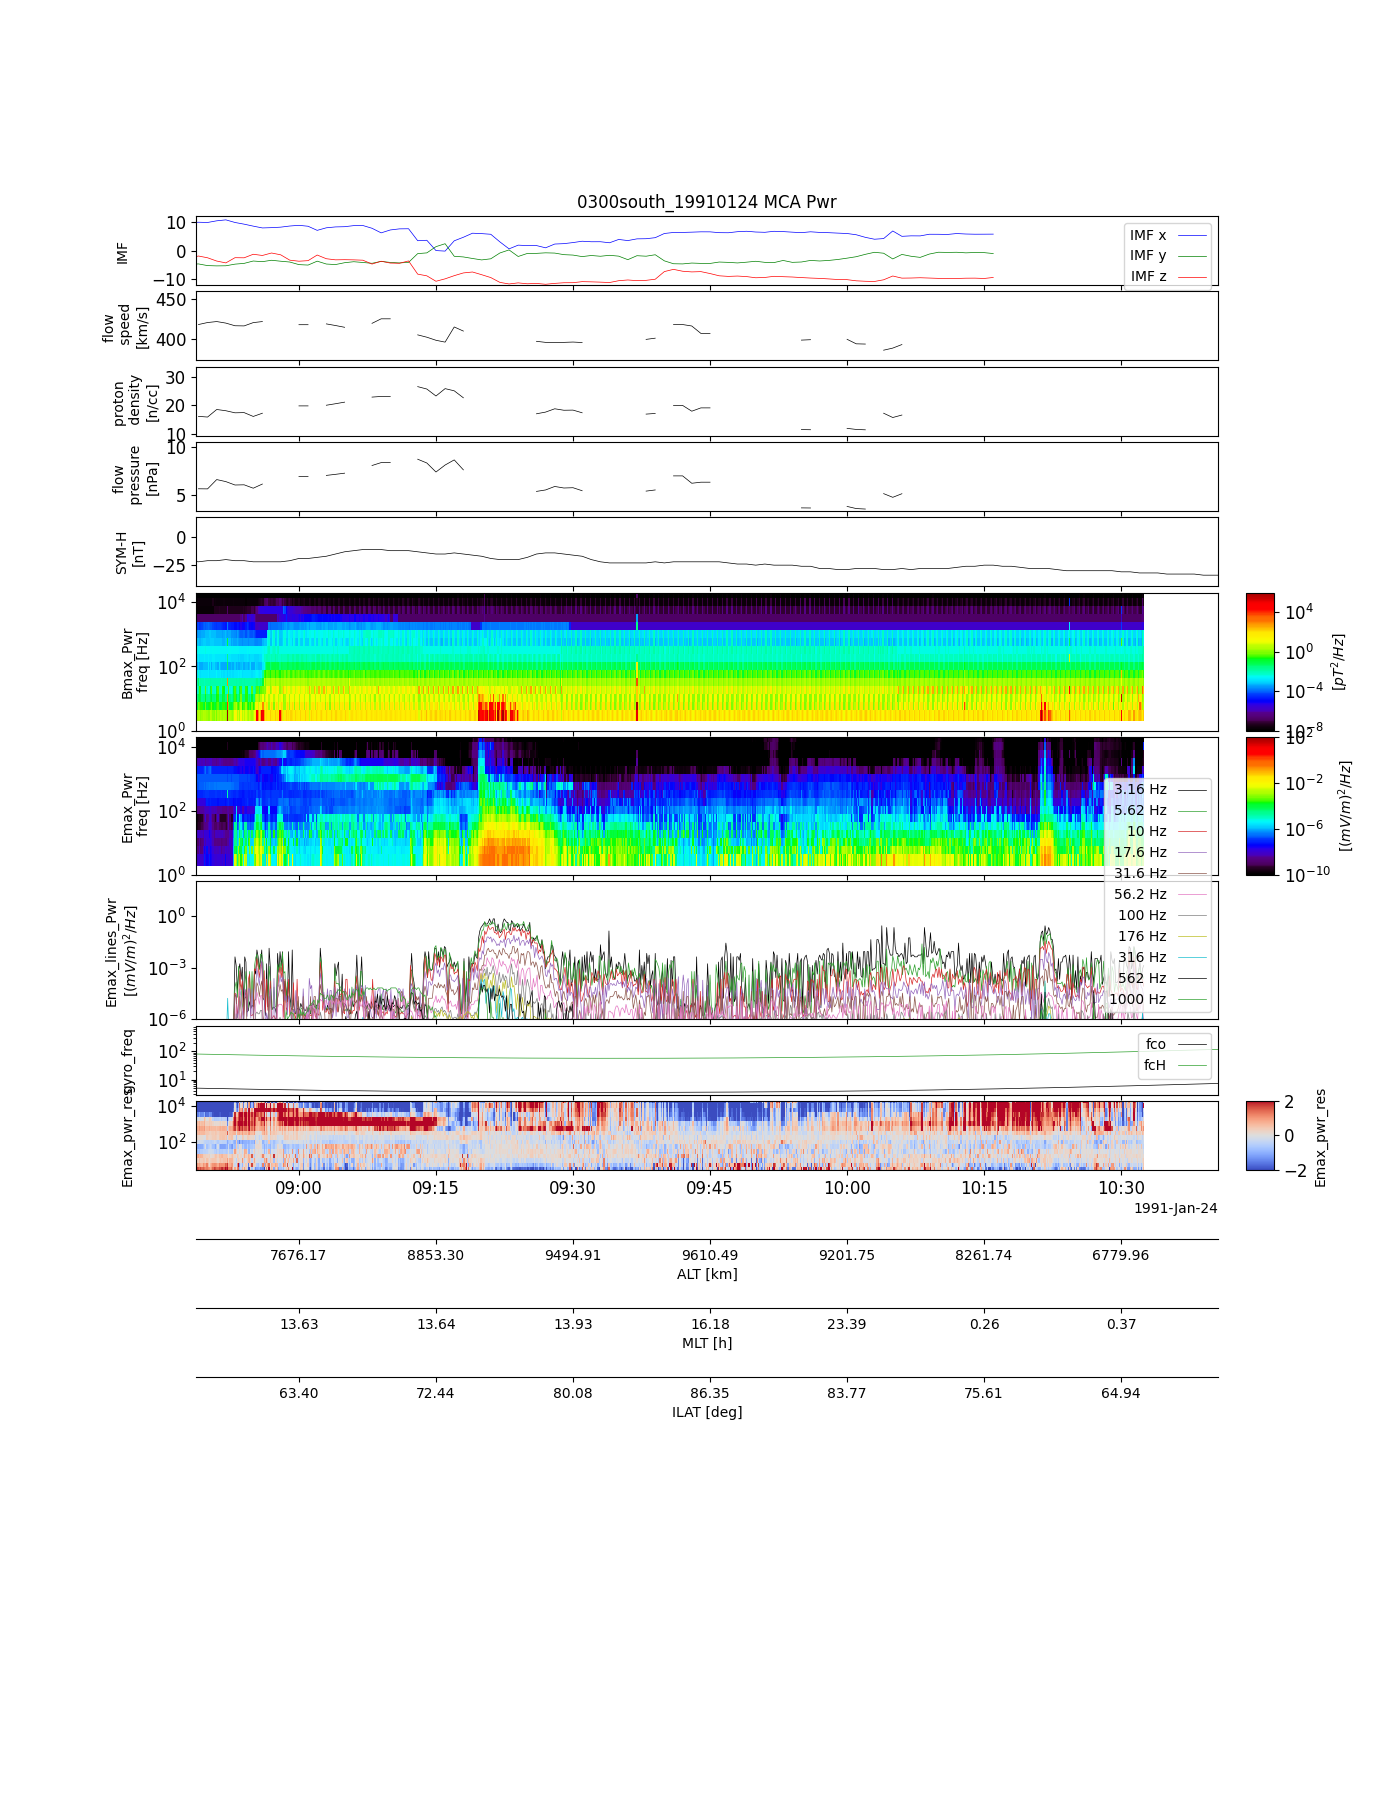 0300south_19910124 MCA Pwr
10
0
−10
IMF
IMF x
IMF y
IMF z
450
400
flow
speed
[km/s]
30
20
10
proton
density
[n/cc]
10
5
flow
pressure
[nPa]
0
−25
SYM-H
[nT]
10^4
10^2
10^0
Bmax_Pwr
freq [Hz]
10^4
10^0
10^−4
10^−8
[pT^2/Hz]
10^4
10^2
10^0
Emax_Pwr
freq [Hz]
10^2
10^−2
10^−6
10^−10
[(mV/m)^2/Hz]
3.16 Hz
5.62 Hz
10 Hz
17.6 Hz
31.6 Hz
56.2 Hz
100 Hz
176 Hz
316 Hz
562 Hz
1000 Hz
10^0
10^−3
10^−6
Emax_lines_Pwr
[(mV/m)^2/Hz]
10^2
10^1
gyro_freq
fco
fcH
10^4
10^2
Emax_pwr_res
2
0
−2
Emax_pwr_res
09:00 09:15 09:30 09:45 10:00 10:15 10:30
1991-Jan-24
7676.17 8853.30 9494.91 9610.49 9201.75 8261.74 6779.96
ALT [km]
13.63 13.64 13.93 16.18 23.39 0.26 0.37
MLT [h]
63.40 72.44 80.08 86.35 83.77 75.61 64.94
ILAT [deg]